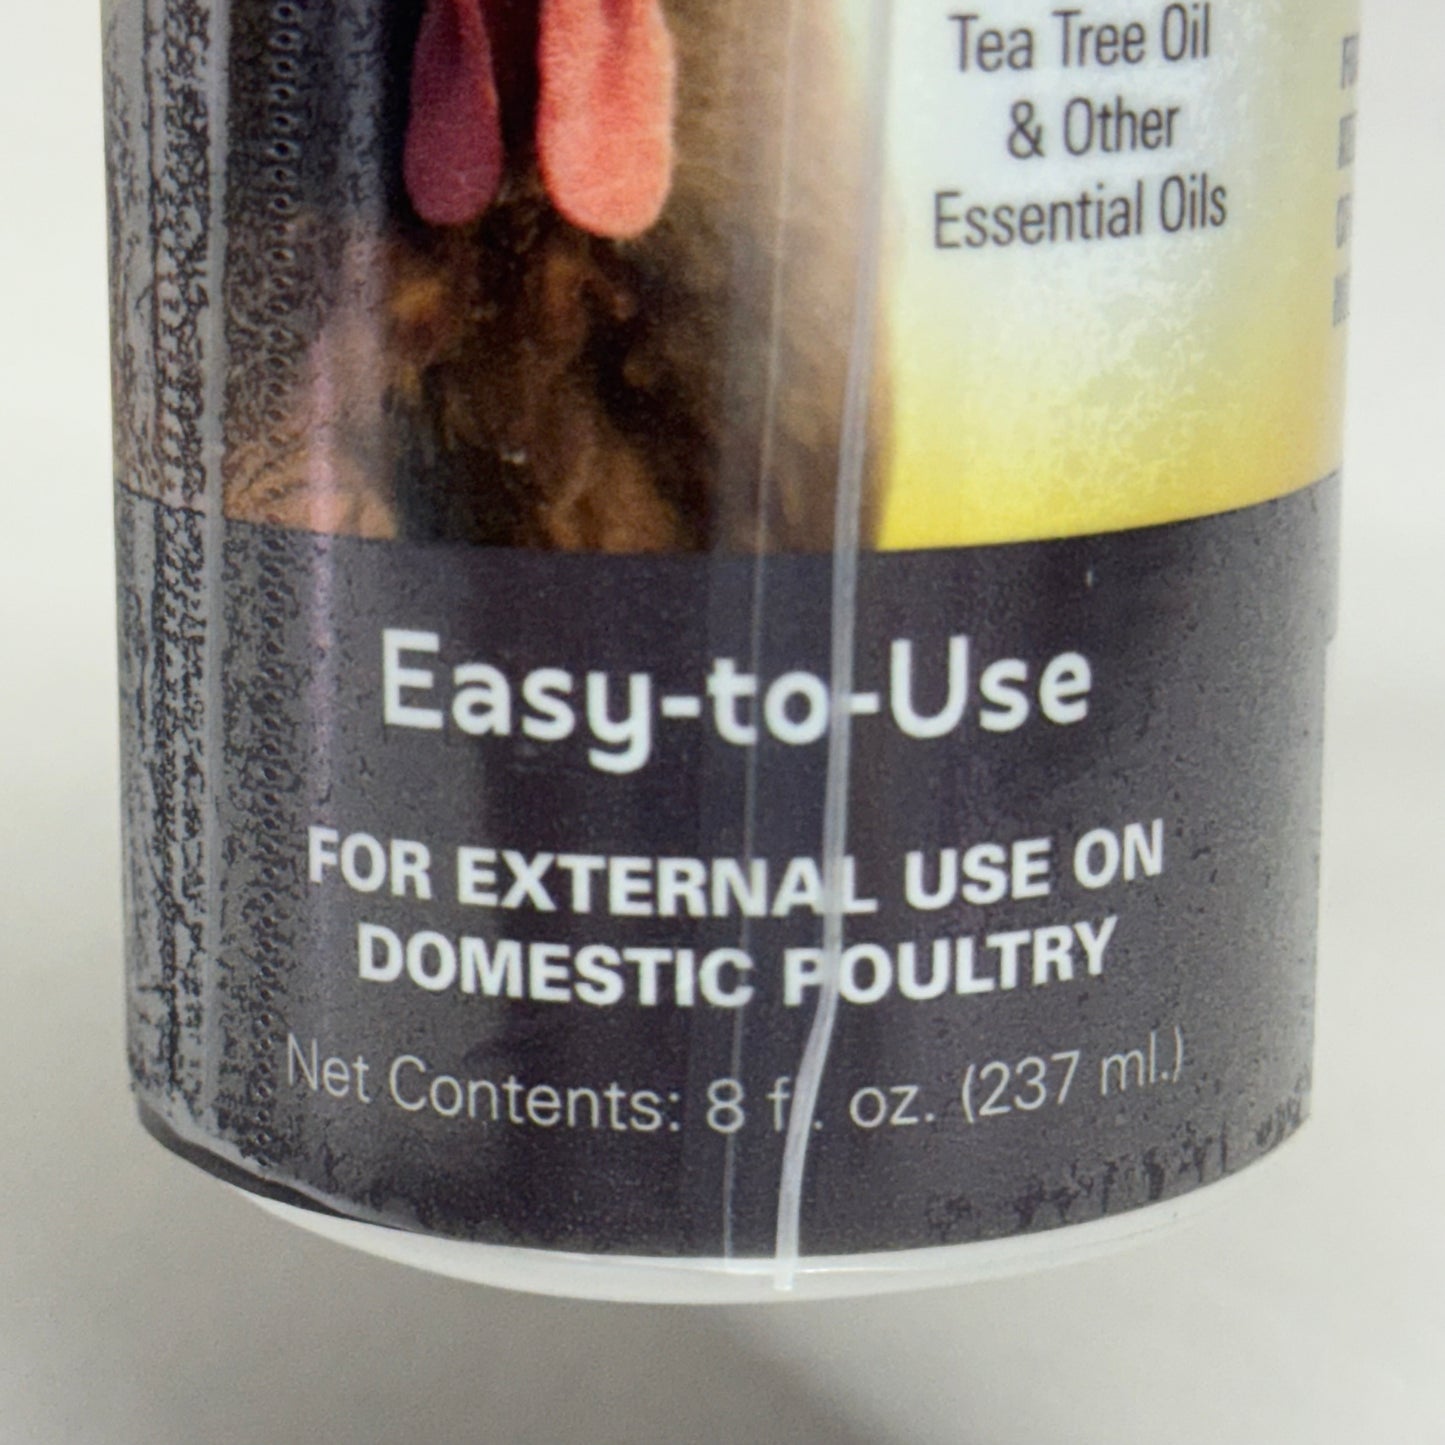 Tea Tree Oil
& Other
Essential Oils
Easy-to-Use
FOR EXTERNAL USE ON
DOMESTIC POULTRY
Net Contents: 8 fl. oz. (237 ml.)